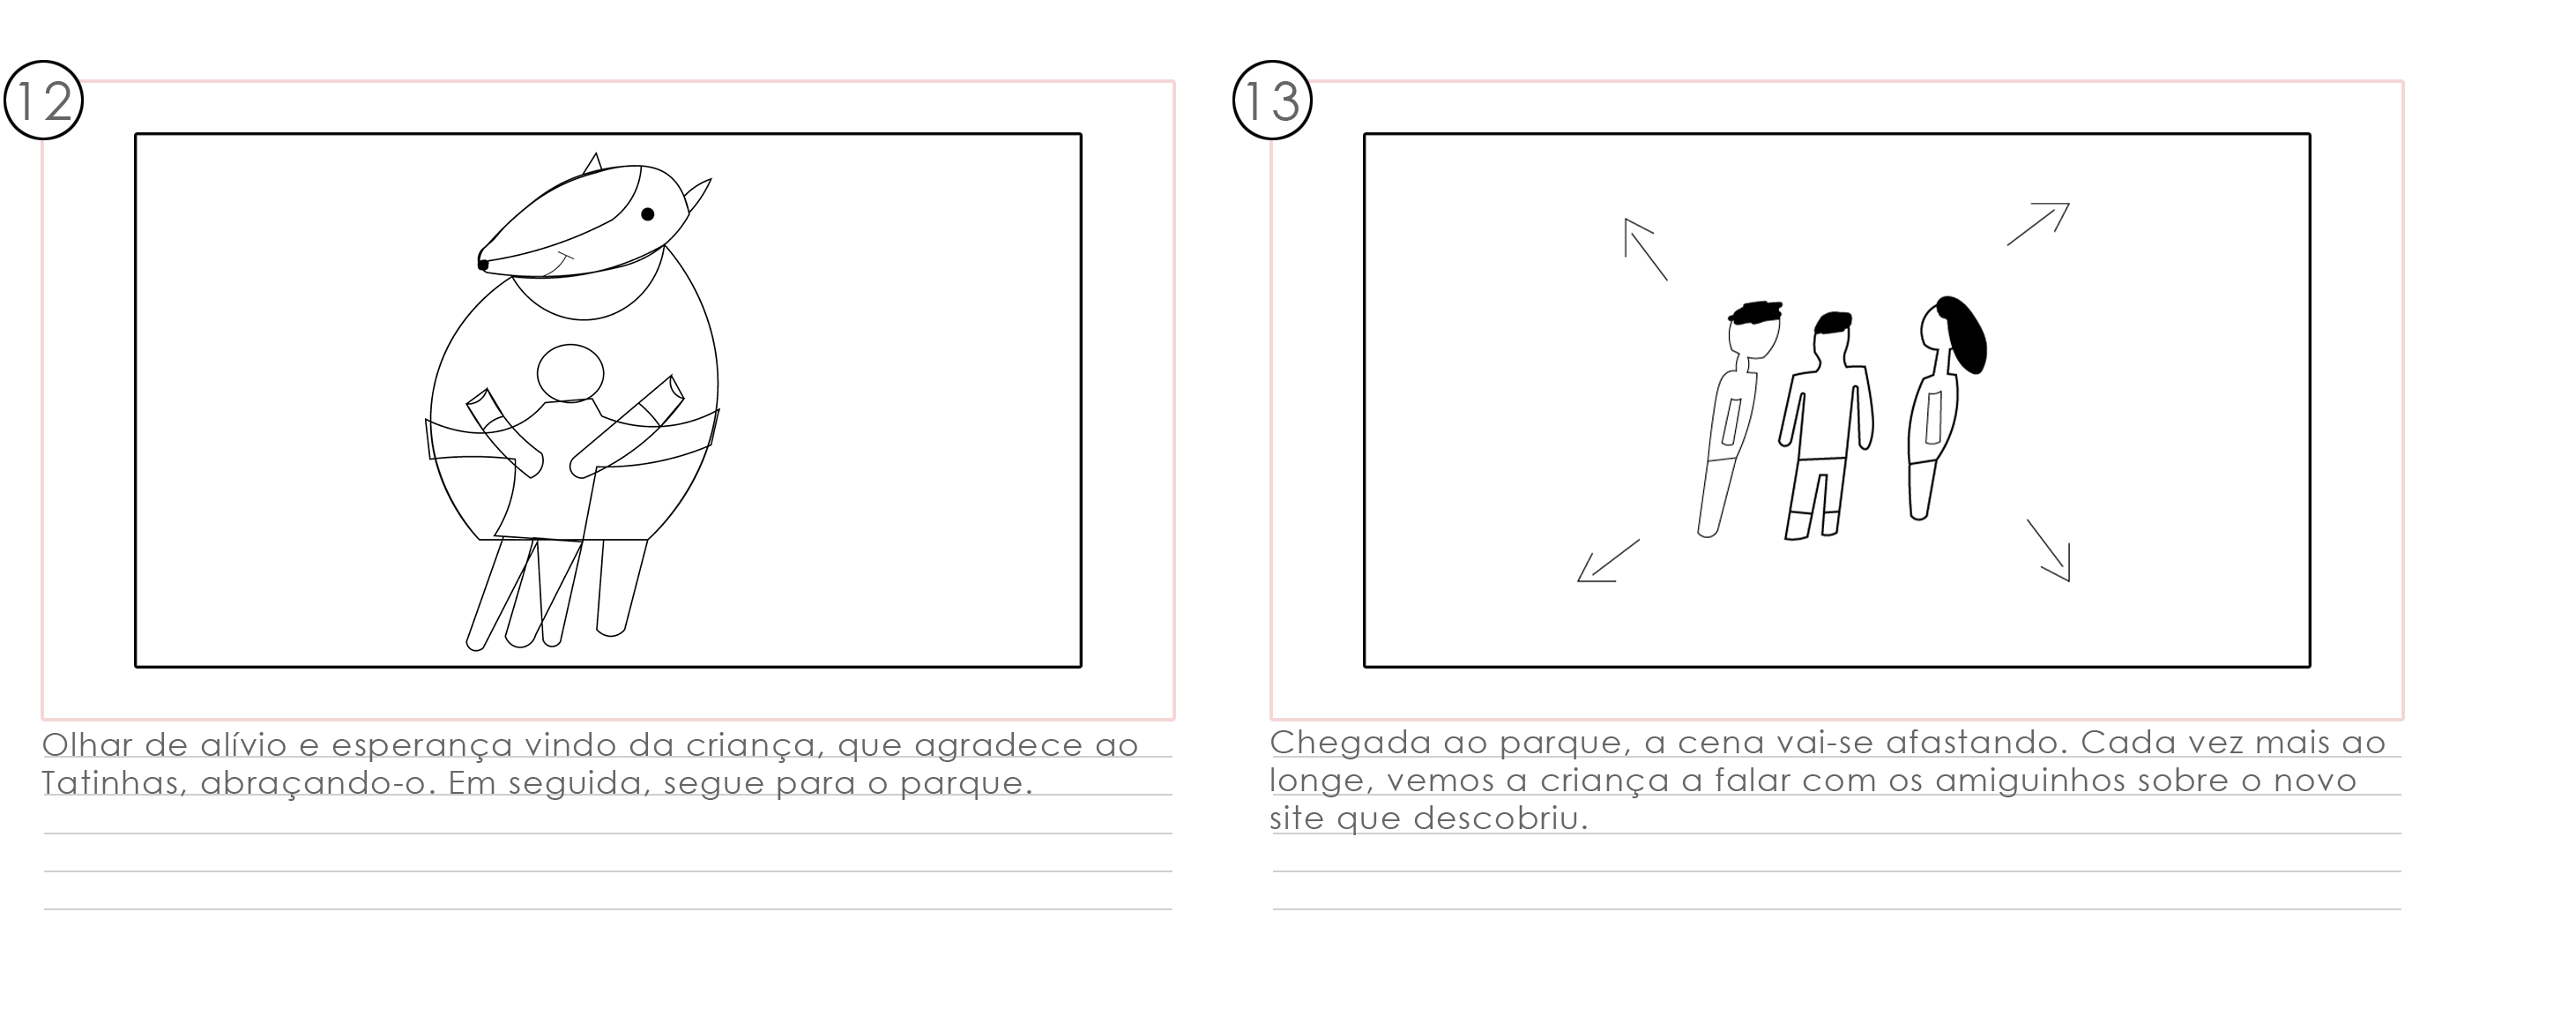 12
Olhar de alívio e esperança vindo da criança, que agradece ao
Tatinhas, abraçando-o. Em seguida, segue para o parque.
13
Chegada ao parque, a cena vai-se afastando. Cada vez mais ao
longe, vemos a criança a falar com os amiguinhos sobre o novo
site que descobriu.